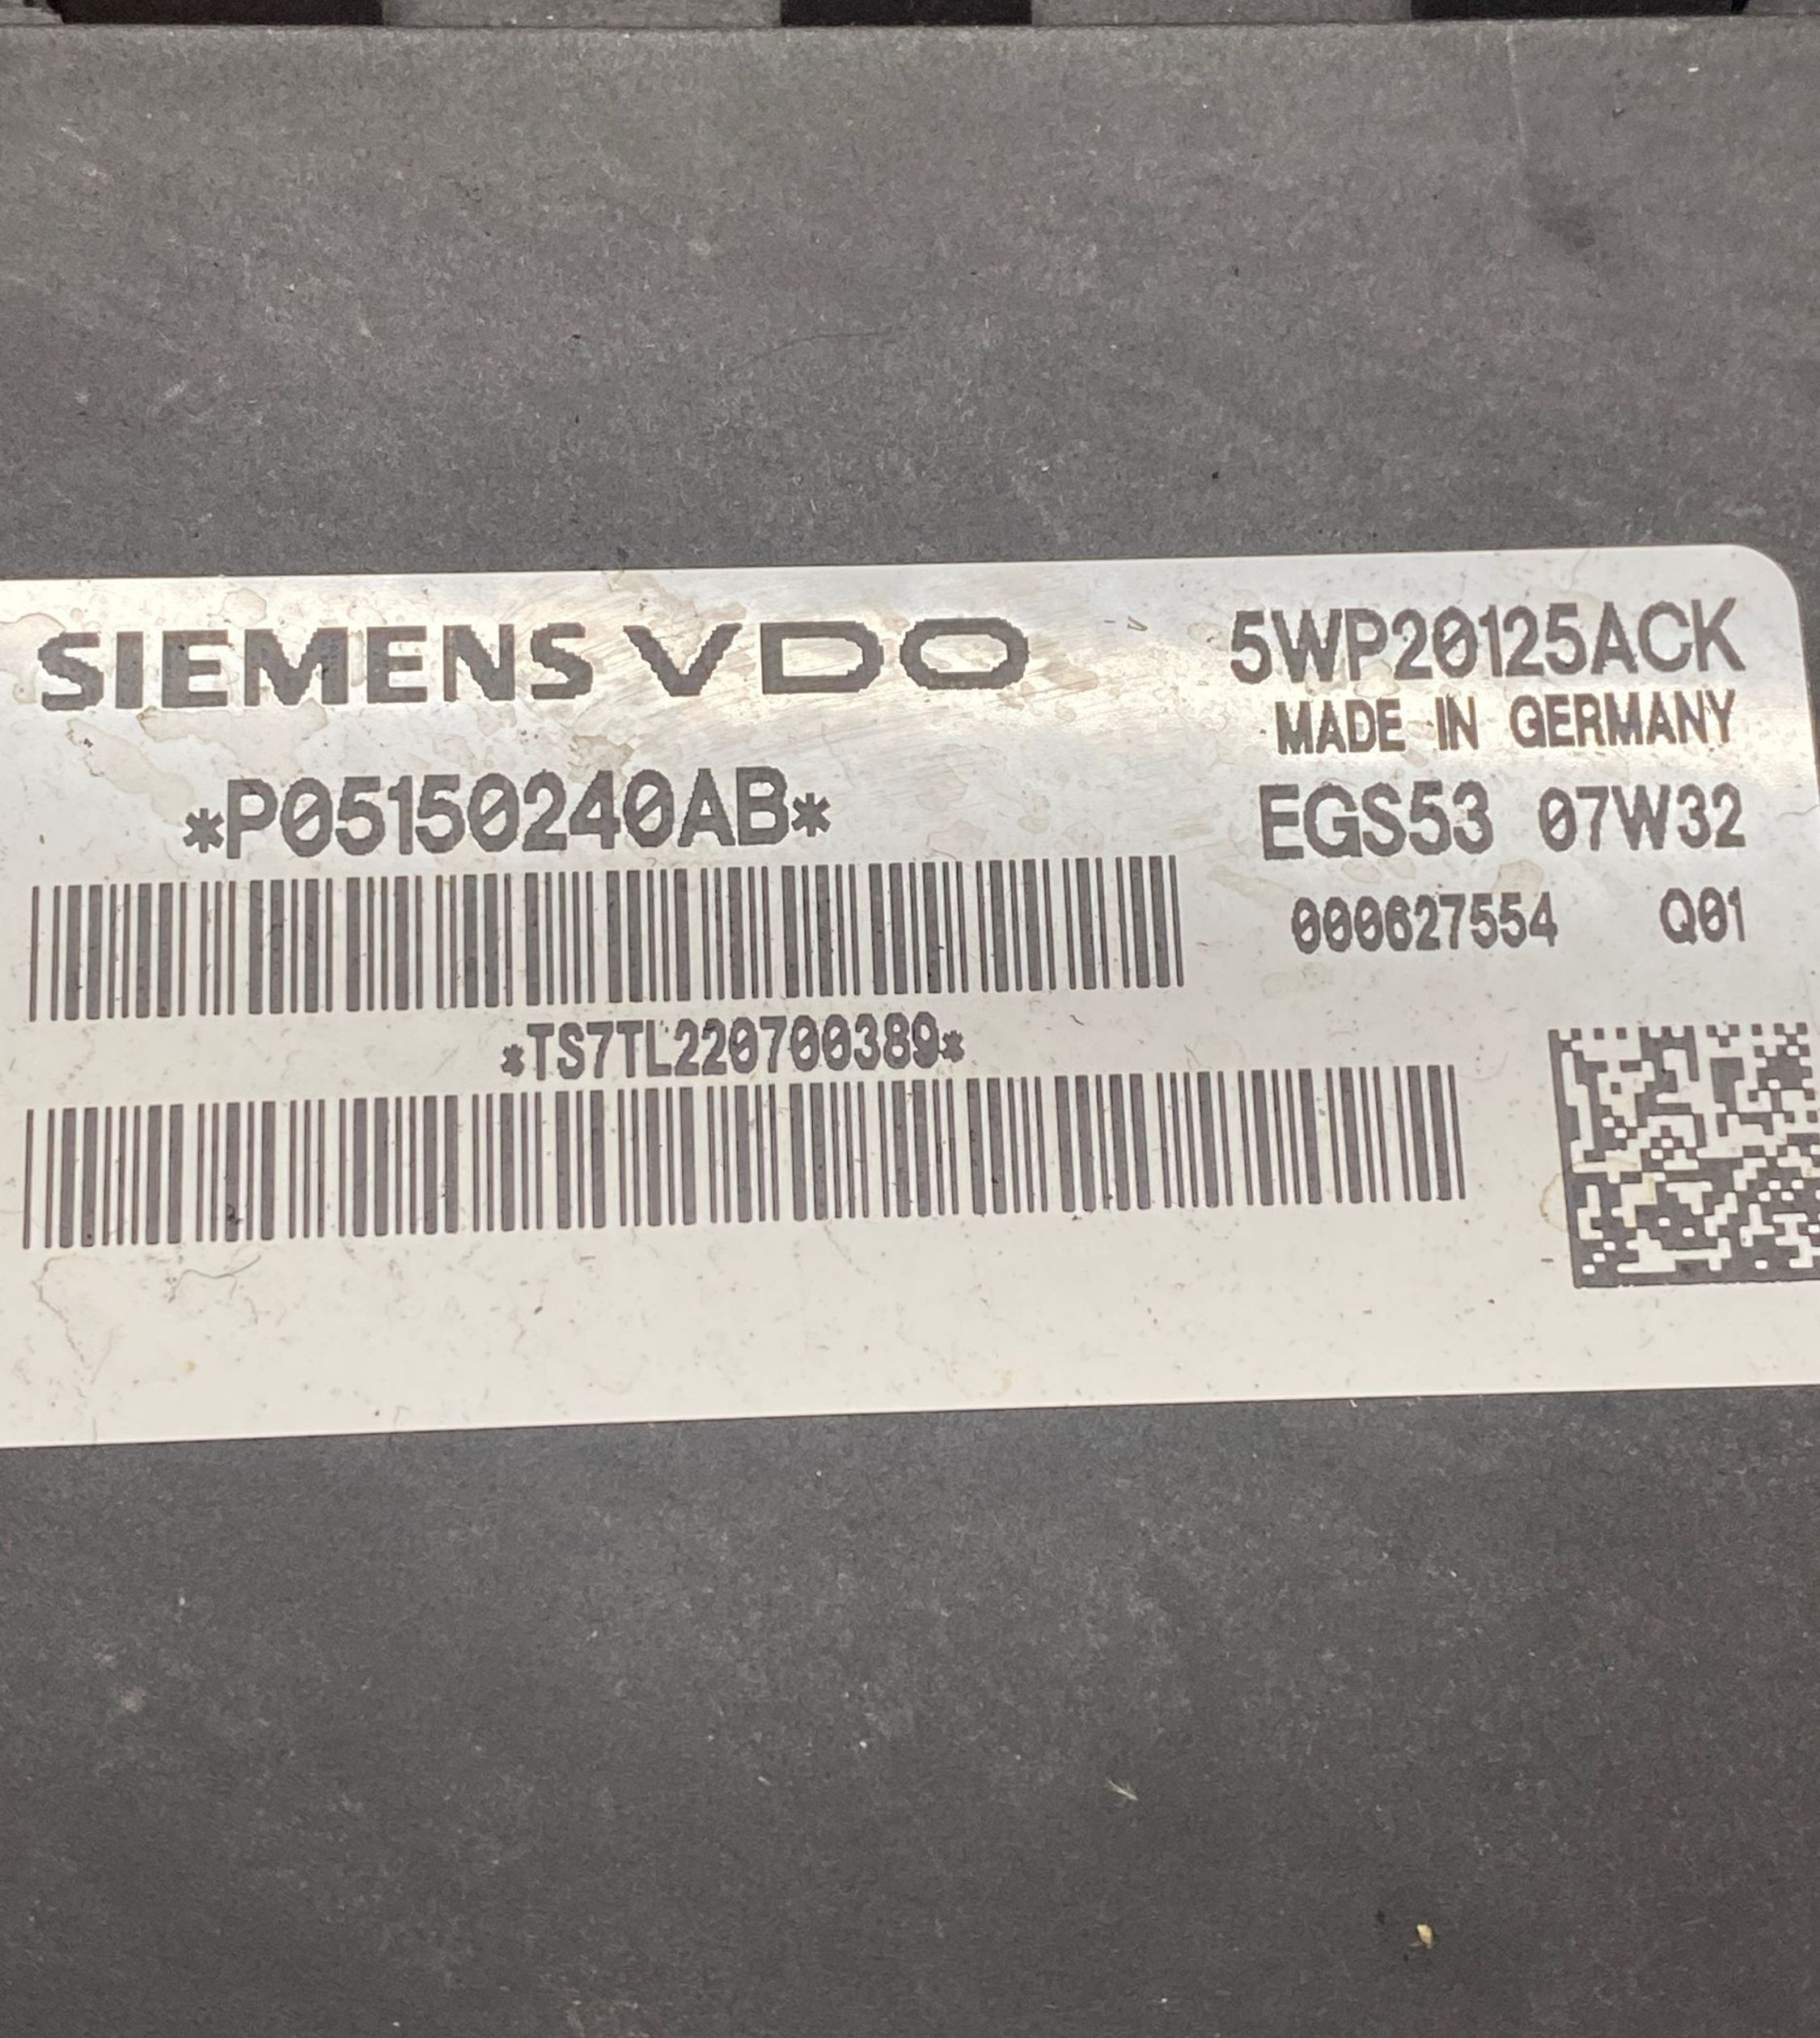 SIEMENS VDO
5WP20125ACK
MADE IN GERMANY
*P05150240AB*
EGS53 07W32
000627554 Q01
*TS7TL220700389*